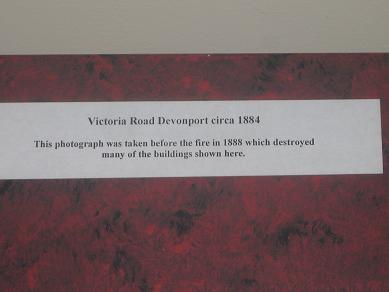 Victoria Road Devonport circa 1884
This photograph was taken before the fire in 1888 which destroyed
many of the buildings shown here.